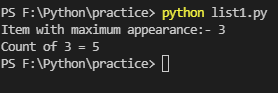 PS F:\Python\practice> python list1.py
Item with maximum appearance:- 3
Count of 3 = 5
PS F:\Python\practice>